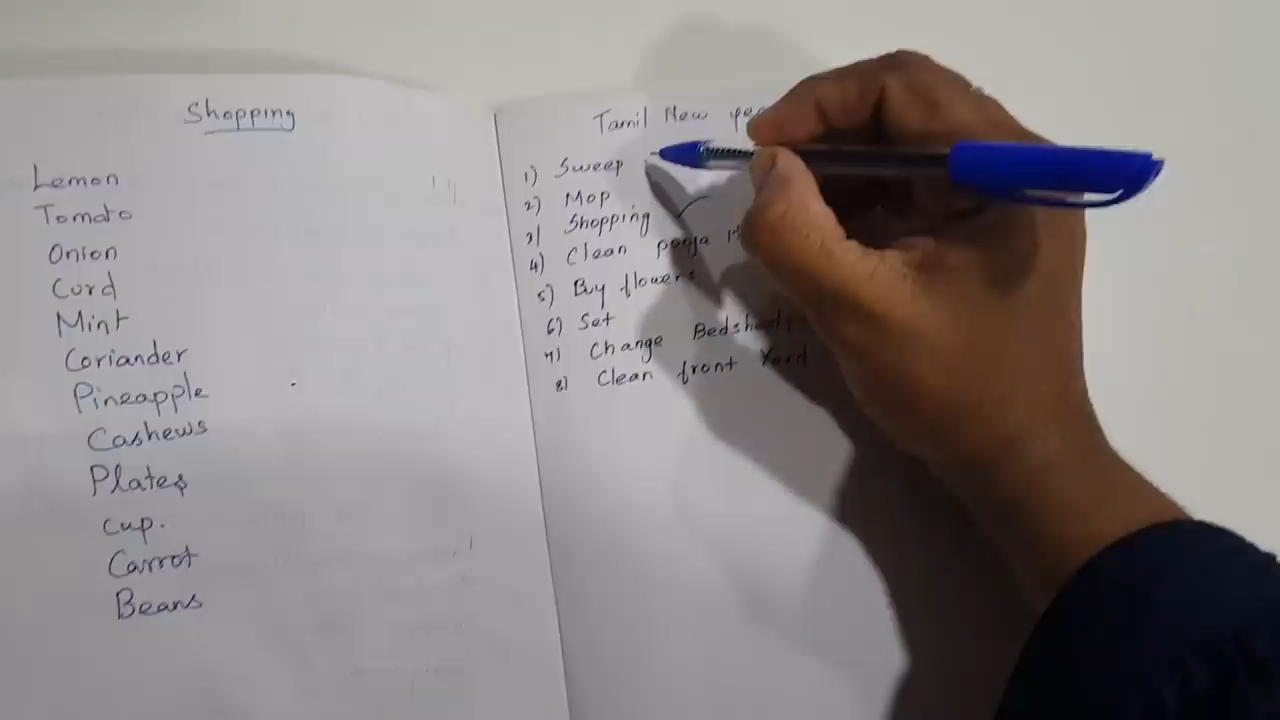 Shopping
Lemon
Tomato
Onion
Curd
Mint
Coriander
Pineapple
Cashews
Plates
Cup.
Carrot
Beans
Tamil New
1) Sweep
2) Mop
3) Shopping ✓
4) Clean pooja
5) Buy flowers
6) Set
7) Change Bedsheets
8) Clean front Yard